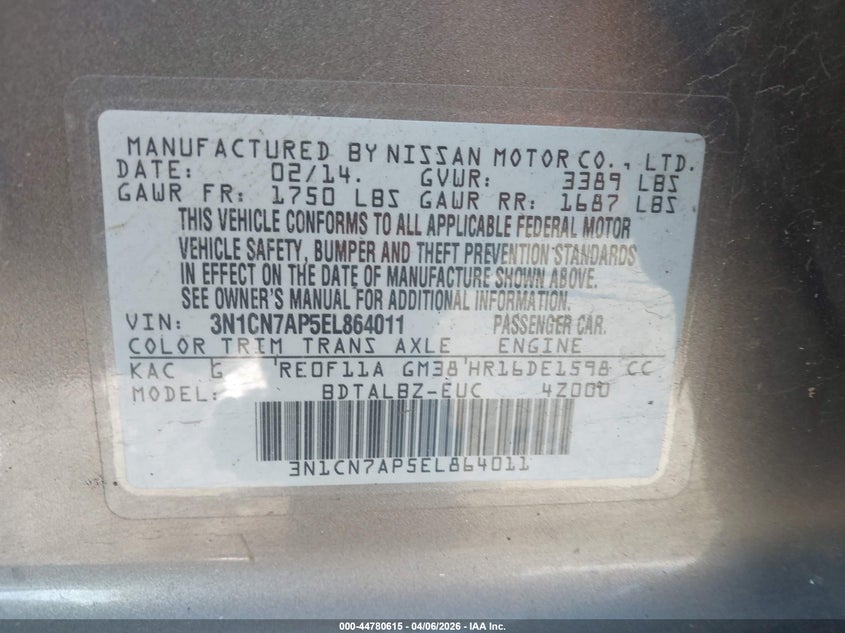 MANUFACTURED BY NISSAN MOTOR CO., LTD.
DATE: 02/14. GVWR: 3389 LBS
GAWR FR: 1750 LBS GAWR RR: 1687 LBS
THIS VEHICLE CONFORMS TO ALL APPLICABLE FEDERAL MOTOR
VEHICLE SAFETY, BUMPER AND THEFT PREVENTION STANDARDS
IN EFFECT ON THE DATE OF MANUFACTURE SHOWN ABOVE.
SEE OWNER'S MANUAL FOR ADDITIONAL INFORMATION.
VIN: 3N1CN7AP5EL864011 PASSENGER CAR.
COLOR TRIM TRANS AXLE ENGINE
KAC G 'RE0F11A GM38'HR16DE1598 CC
MODEL: BDTALBZ-EUC 4Z000
3N1CN7AP5EL864011
000-44780615 - 04/06/2026 - IAA Inc.